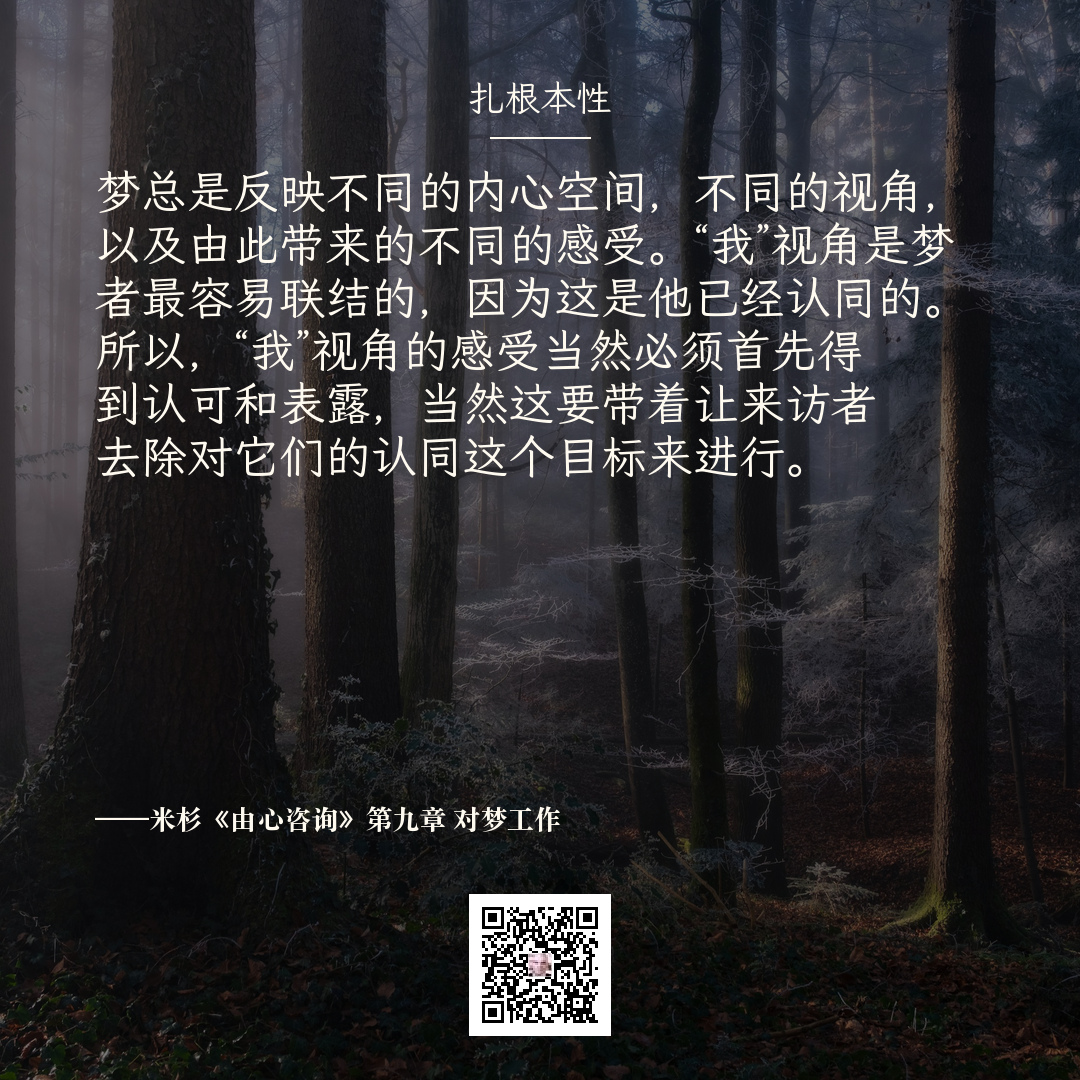 扎根本性
梦总是反映不同的内心空间，不同的视角，
以及由此带来的不同的感受。“我”视角是梦
者最容易联结的，因为这是他已经认同的。
所以，“我”视角的感受当然必须首先得
到认可和表露，当然这要带着让来访者
去除对它们的认同这个目标来进行。
——米杉《由心咨询》第九章 对梦工作